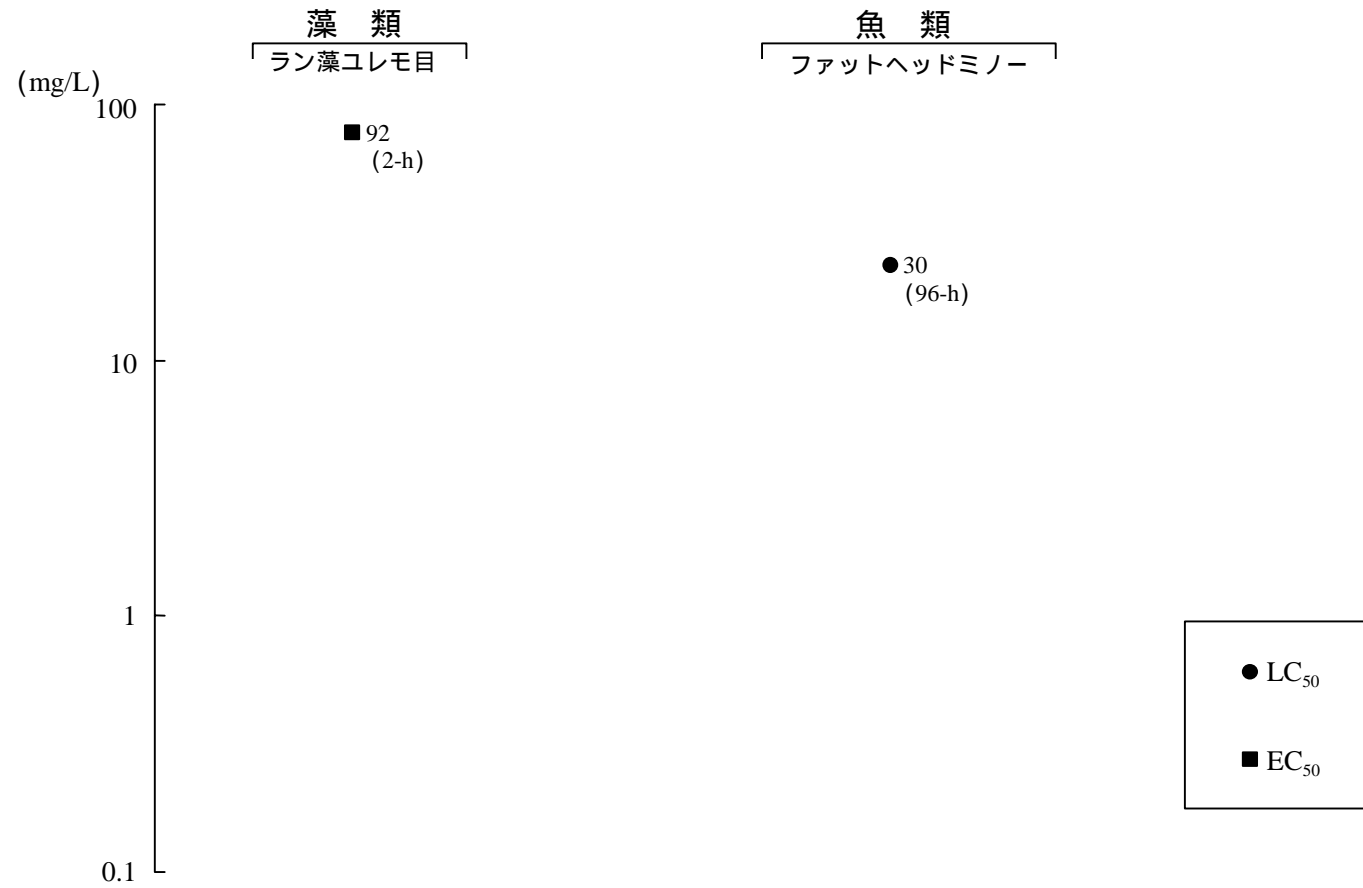 藻 類
ラン藻ユレモ目
魚 類
ファットヘッドミノー
(mg/L)
100
92
(2-h)
30
(96-h)
10
1
0.1
LC50
EC50